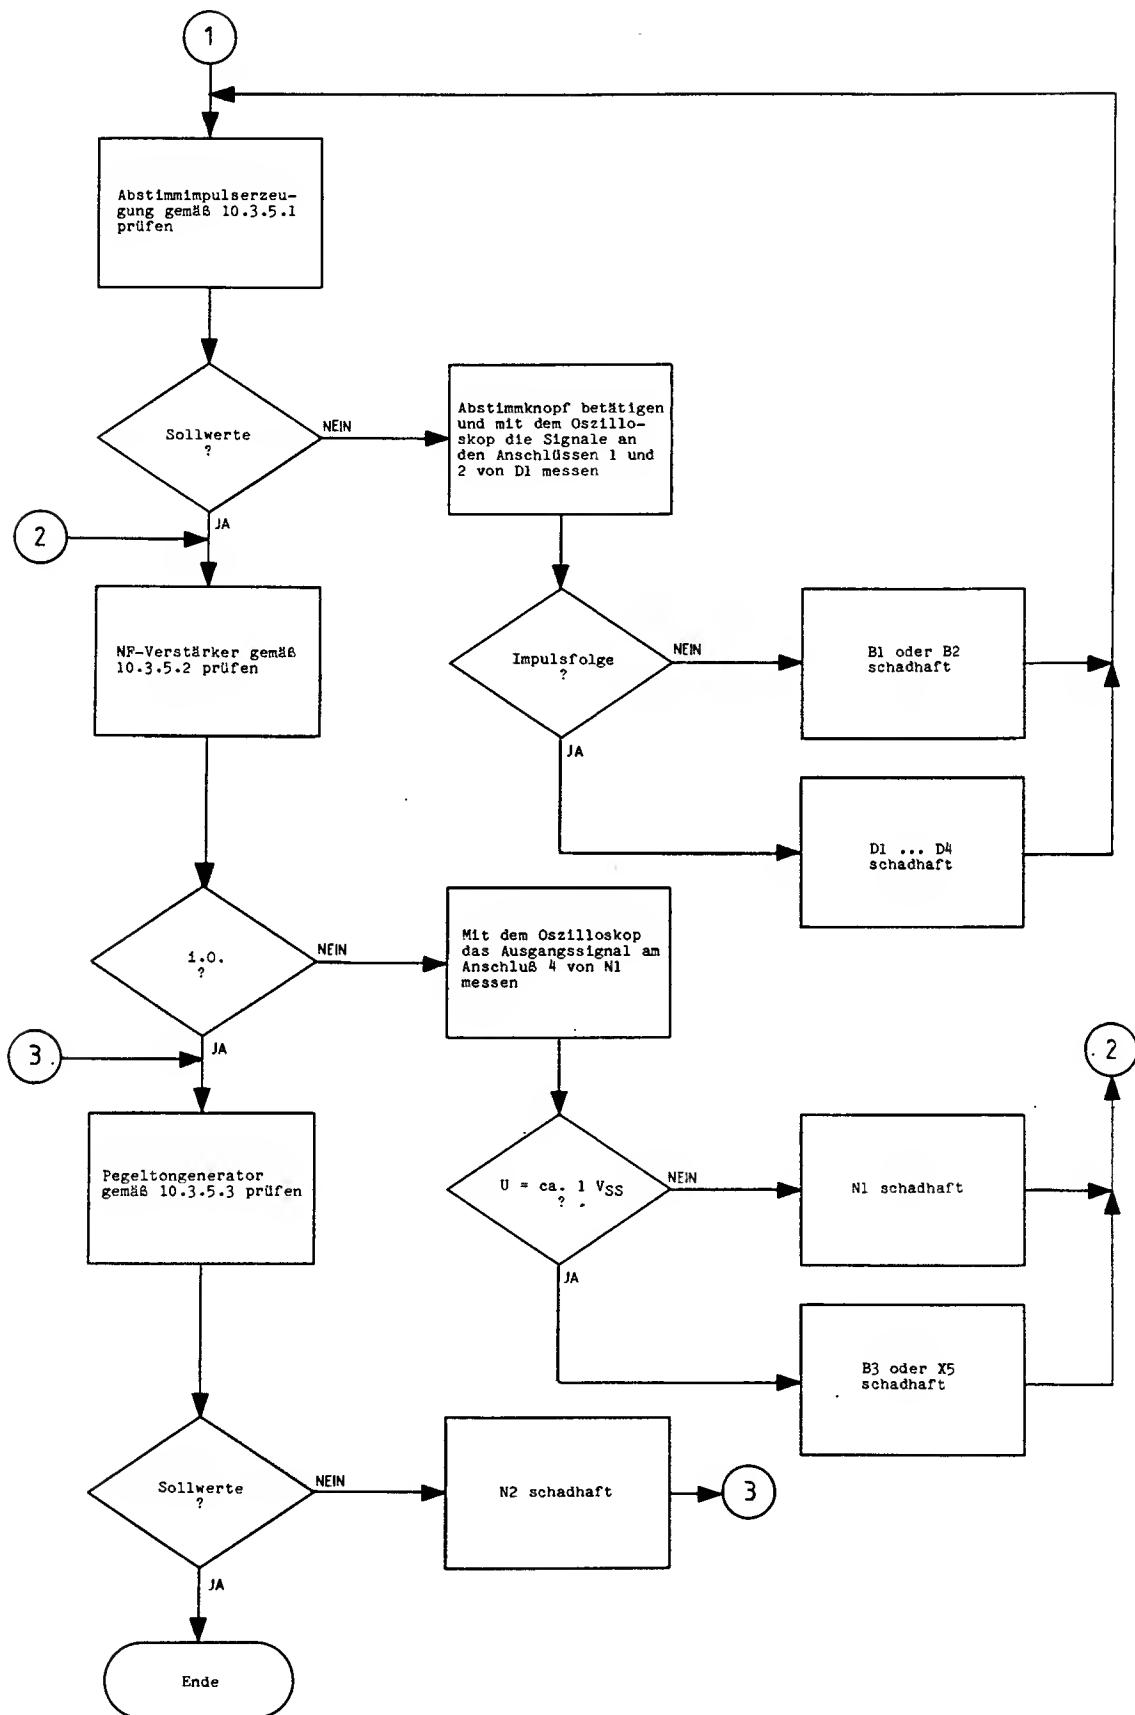 1
Abstimmimpulserzeu-
gung gemäß 10.3.5.1
prüfen
Sollwerte
?
NEIN
JA
Abstimmknopf betätigen
und mit dem Oszillo-
skop die Signale an
den Anschlüssen 1 und
2 von D1 messen
2
NF-Verstärker gemäß
10.3.5.2 prüfen
Impulsfolge
?
NEIN
JA
B1 oder B2
schadhaft
D1 ... D4
schadhaft
i.O.
?
NEIN
JA
Mit dem Oszilloskop
das Ausgangssignal am
Anschluß 4 von N1
messen
3
2
Pegeltongenerator
gemäß 10.3.5.3 prüfen
U = ca. 1 VSS
?
NEIN
JA
N1 schadhaft
B3 oder X5
schadhaft
Sollwerte
?
NEIN
JA
N2 schadhaft
3
Ende